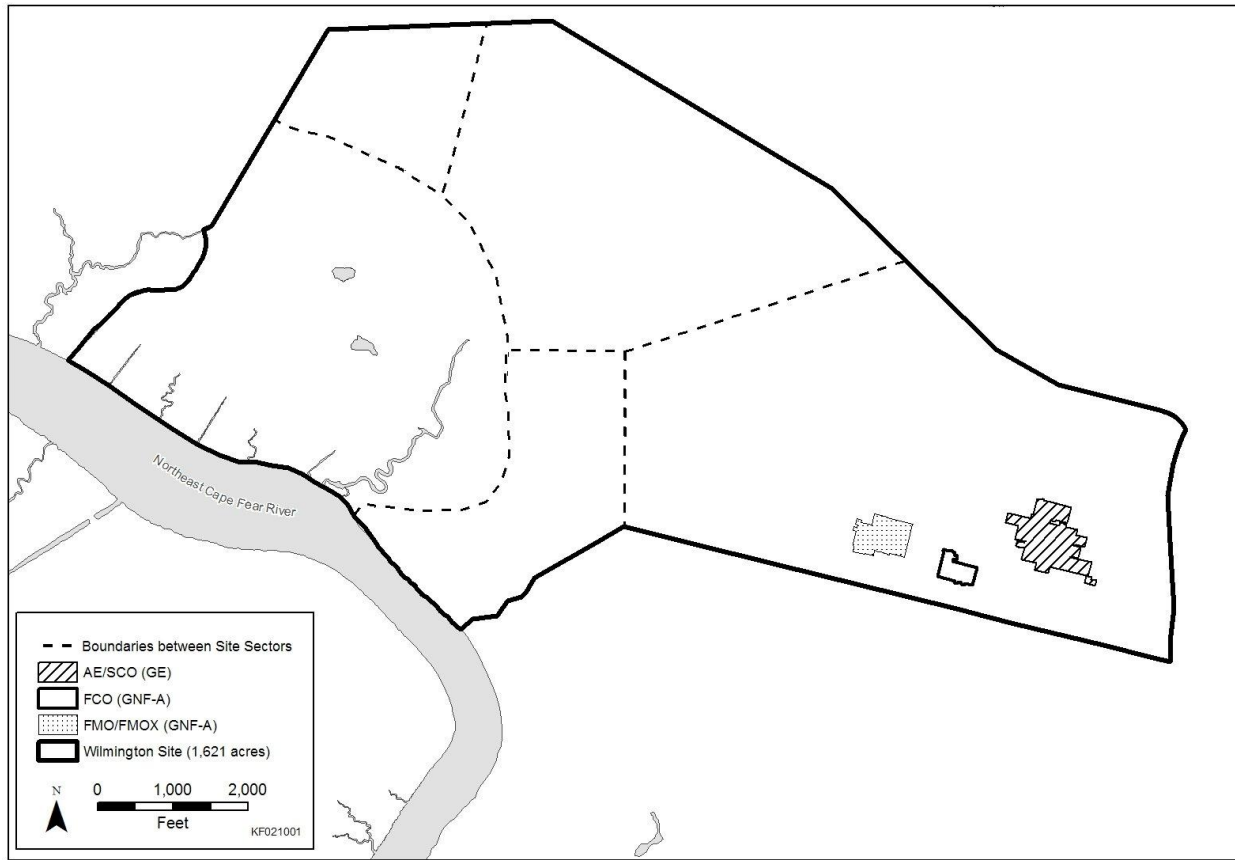 Northeast Cape Fear River
Boundaries between Site Sectors
AE/SCO (GE)
FCO (GNF-A)
FMO/FMOX (GNF-A)
Wilmington Site (1,621 acres)
N
0 1,000 2,000
Feet
KF021001